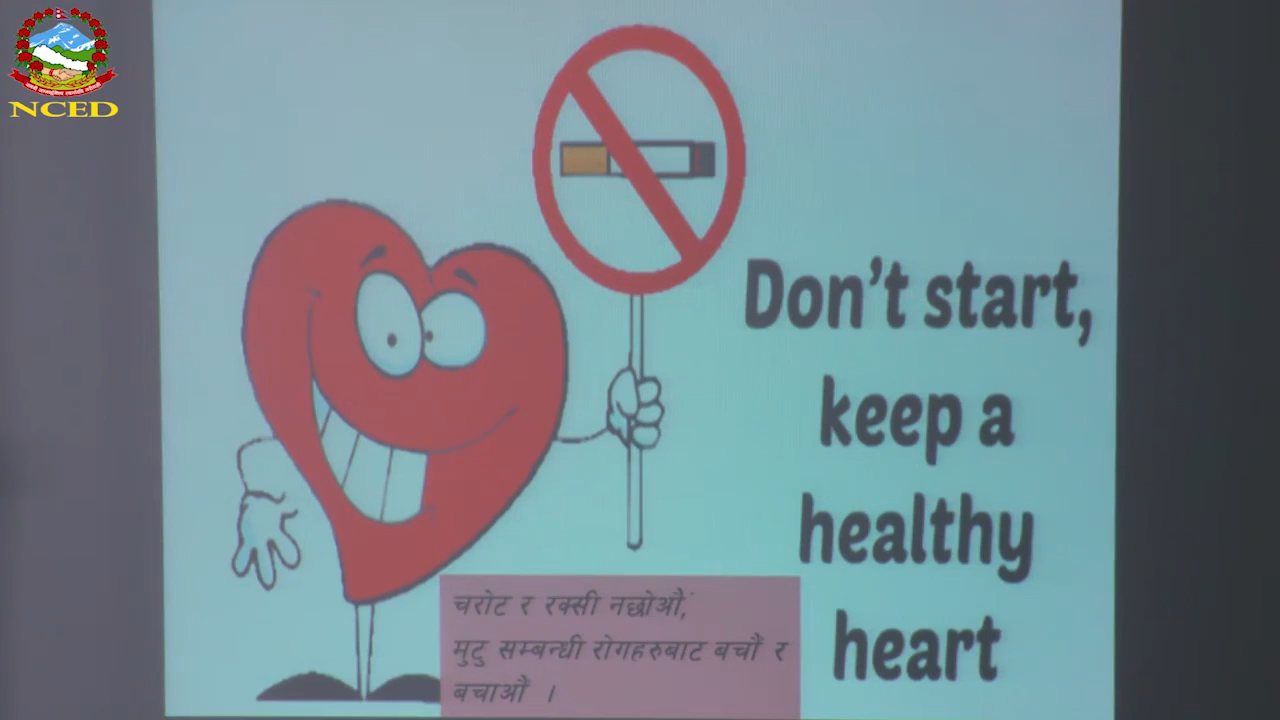 NCED
Don't start,
keep a
healthy
heart
चरोट र रक्सी नछोऔं,
मुटु सम्बन्धी रोगहरुबाट बचौं र
बचाऔं ।